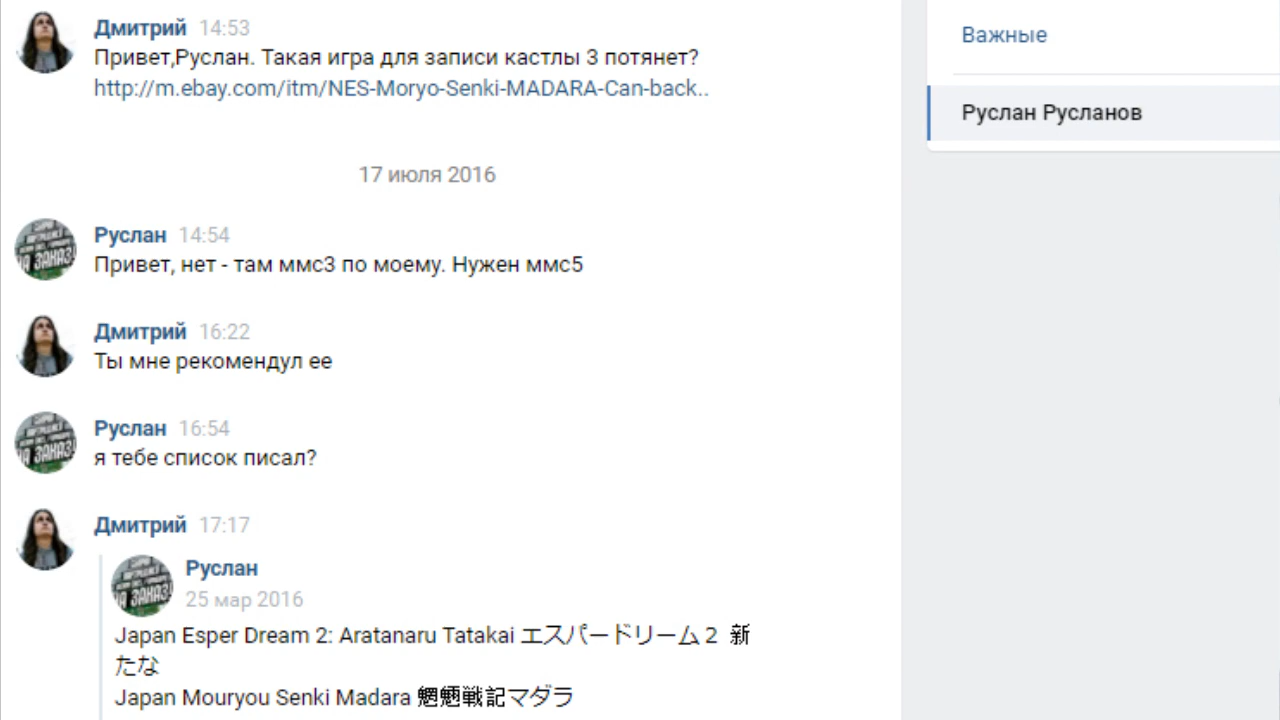 Дмитрий 14:53
Привет,Руслан. Такая игра для записи кастлы 3 потянет?
http://m.ebay.com/itm/NES-Moryo-Senki-MADARA-Can-back..
17 июля 2016
Руслан 14:54
Привет, нет - там ммс3 по моему. Нужен ммс5
Дмитрий 16:22
Ты мне рекомендул ее
Руслан 16:54
я тебе список писал?
Дмитрий 17:17
Руслан
25 мар 2016
Japan Esper Dream 2: Aratanaru Tatakai エスパードリーム２ 新
たな
Japan Mouryou Senki Madara 魍魎戦記マダラ
Важные
Руслан Русланов